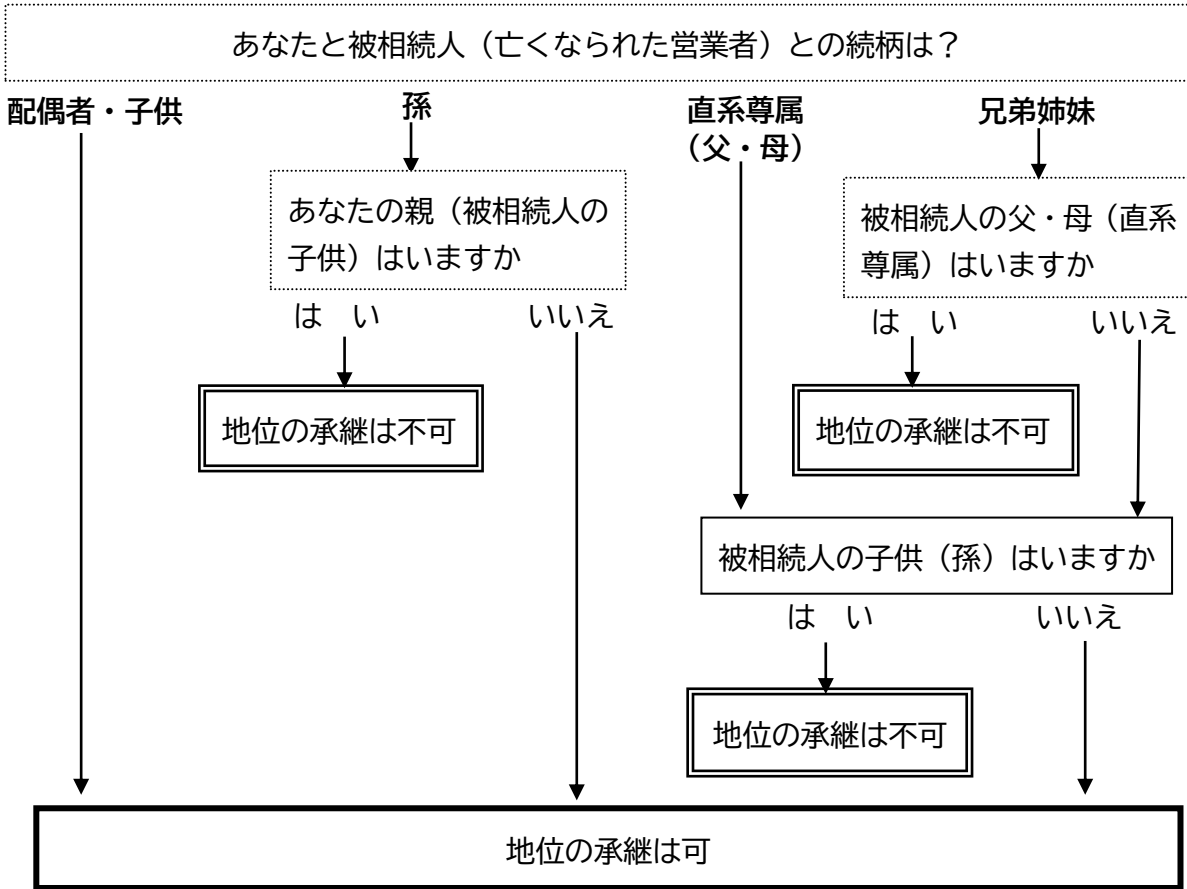 あなたと被相続人（亡くなられた営業者）との続柄は？
配偶者・子供
孫
直系尊属
（父・母）
兄弟姉妹
あなたの親（被相続人の
子供）はいますか
被相続人の父・母（直系
尊属）はいますか
は　い
いいえ
は　い
いいえ
地位の承継は不可
地位の承継は不可
被相続人の子供（孫）はいますか
は　い
いいえ
地位の承継は不可
地位の承継は可